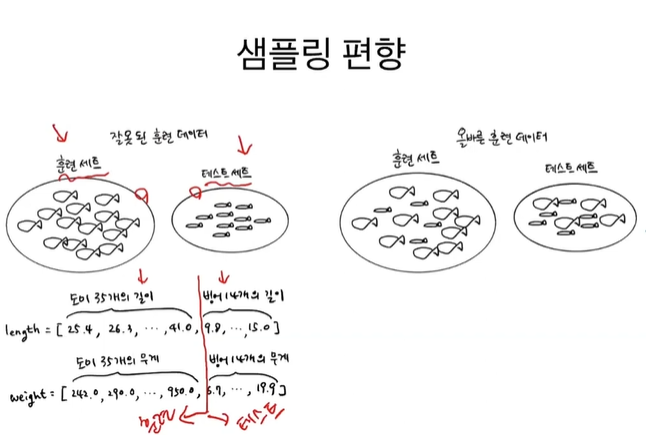 샘플링 편향
잘못된 훈련 데이터
훈련 세트
테스트 세트
도미 35개의 길이
빙어 14개의 길이
length = [ 25.4, 26.3, ⋯, 41.0, 9.8, ⋯, 15.0 ]
도미 35개의 무게
빙어 14개의 무게
weight = [ 242.0, 290.0, ⋯, 950.0, 6.7, ⋯, 19.9 ]
훈련
테스트
올바른 훈련 데이터
훈련 세트
테스트 세트